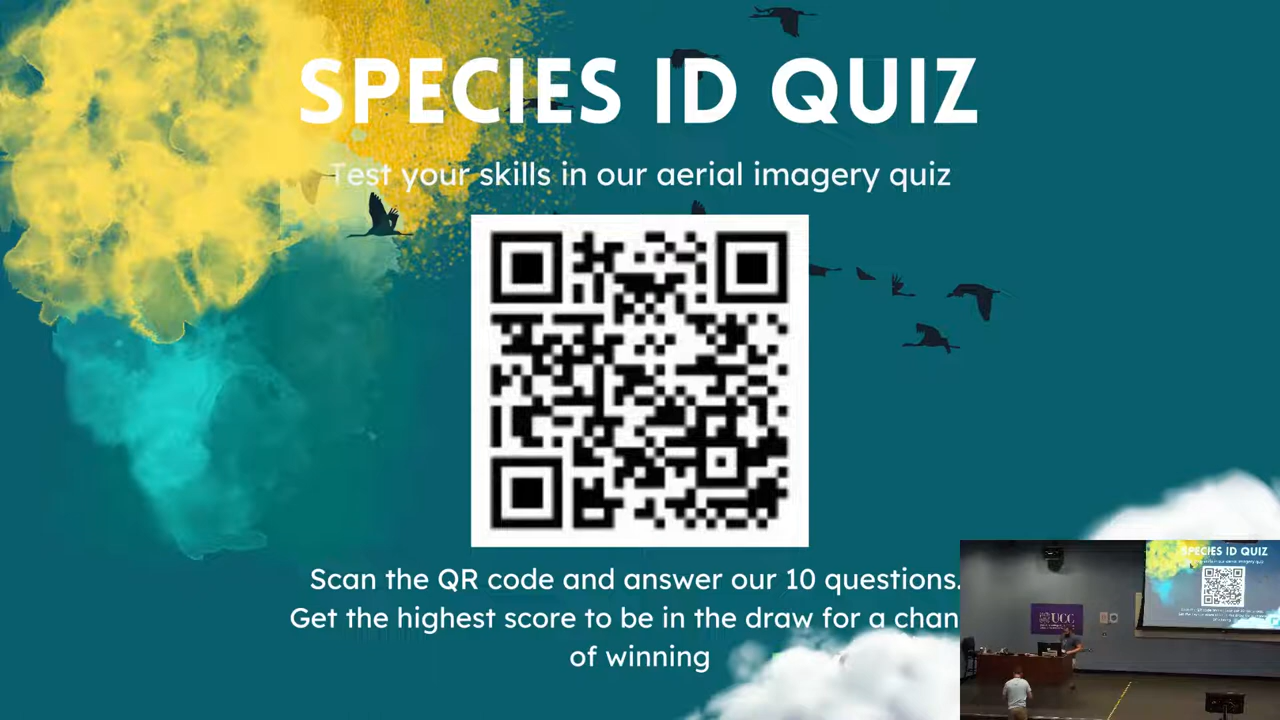 SPECIES ID QUIZ
Test your skills in our aerial imagery quiz
Scan the QR code and answer our 10 questions.
Get the highest score to be in the draw for a chan
of winning
SPECIES ID QUIZ
UCC